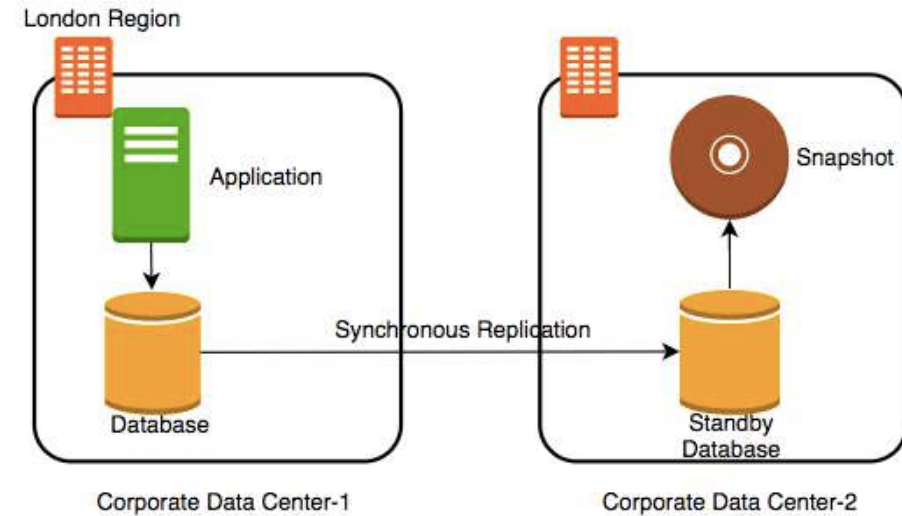 London Region
Application
Snapshot
Synchronous Replication
Database
Standby
Database
Corporate Data Center-1
Corporate Data Center-2